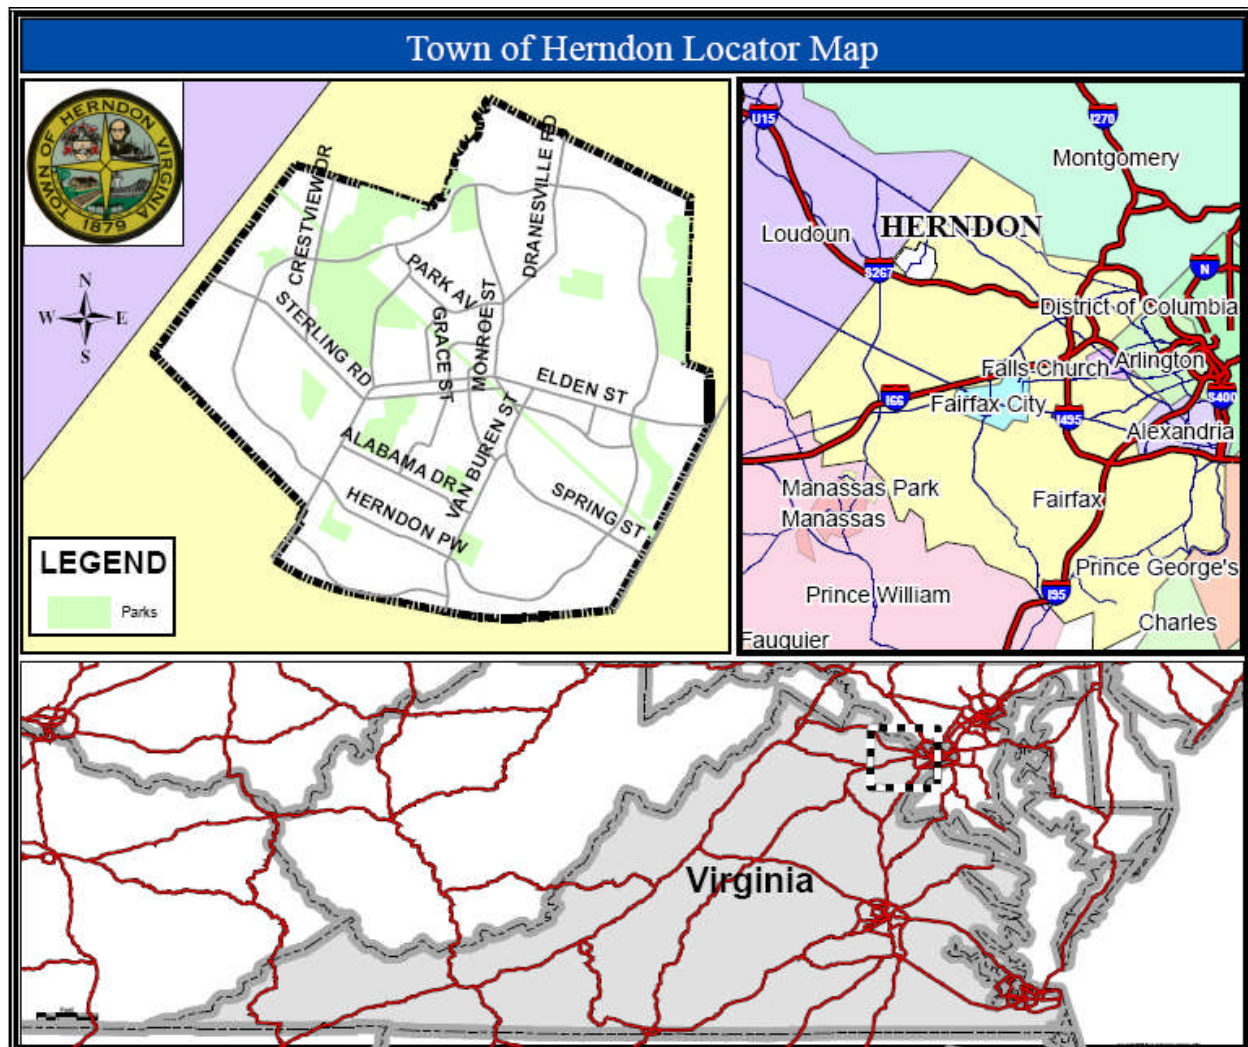 Town of Herndon Locator Map
TOWN OF HERNDON VIRGINIA
1879
N
W E
S
CRESTVIEW DR
DRANESVILLE RD
PARK AV
MONROE ST
GRACE ST
STERLING RD
ELDEN ST
VAN BUREN ST
ALABAMA DR
HERNDON PW
SPRING ST
LEGEND
Parks
U15
I270
Montgomery
HERNDON
Loudoun
S267
N
District of Columbia
Falls Church
Arlington
I66
Fairfax City
I495
S400
Alexandria
Manassas Park
Manassas
Fairfax
Prince George's
Prince William
I95
Charles
Fauquier
Virginia